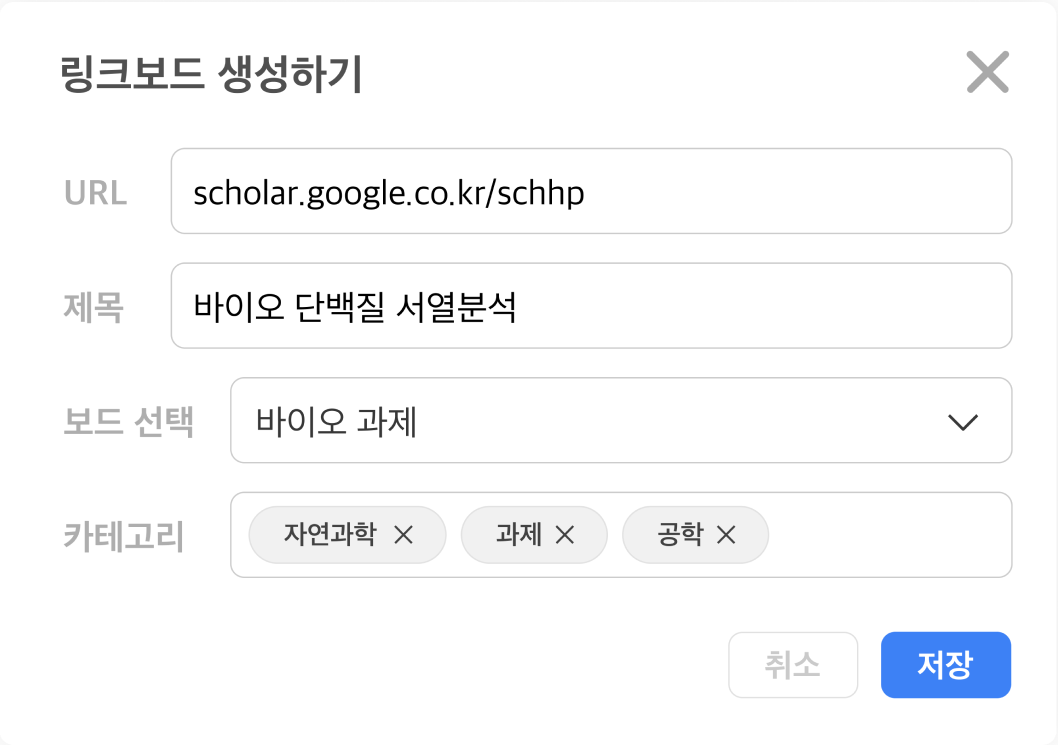 링크보드 생성하기
URL scholar.google.co.kr/schhp
제목 바이오 단백질 서열분석
보드 선택 바이오 과제
카테고리 자연과학 과제 공학
취소 저장